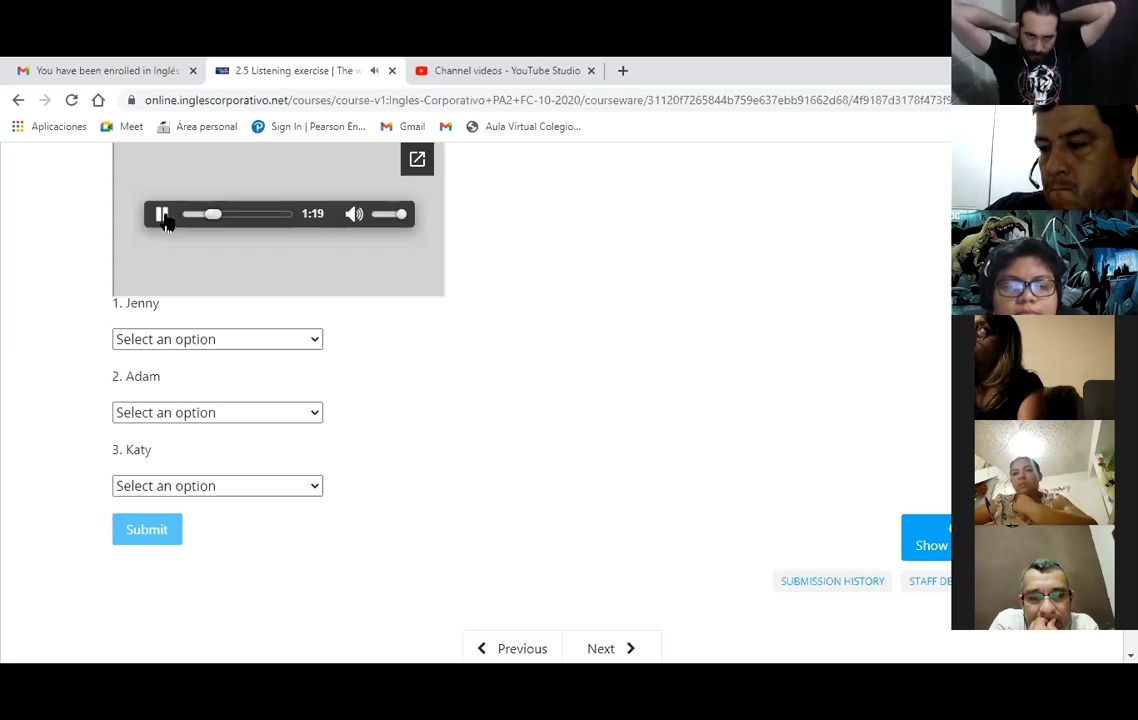 You have been enrolled in Inglés
2.5 Listening exercise | The w
Channel videos - YouTube Studio
online.inglescorporativo.net/courses/course-v1:Ingles-Corporativo+PA2+FC-10-2020/courseware/31120f7265844b759e637ebb91662d68/4f9187d3178f473f9
Aplicaciones
Meet
Área personal
Sign In | Pearson En...
Gmail
Aula Virtual Colegio...
1:19
1. Jenny
Select an option
2. Adam
Select an option
3. Katy
Select an option
Submit
Show
SUBMISSION HISTORY
STAFF DE
Previous
Next